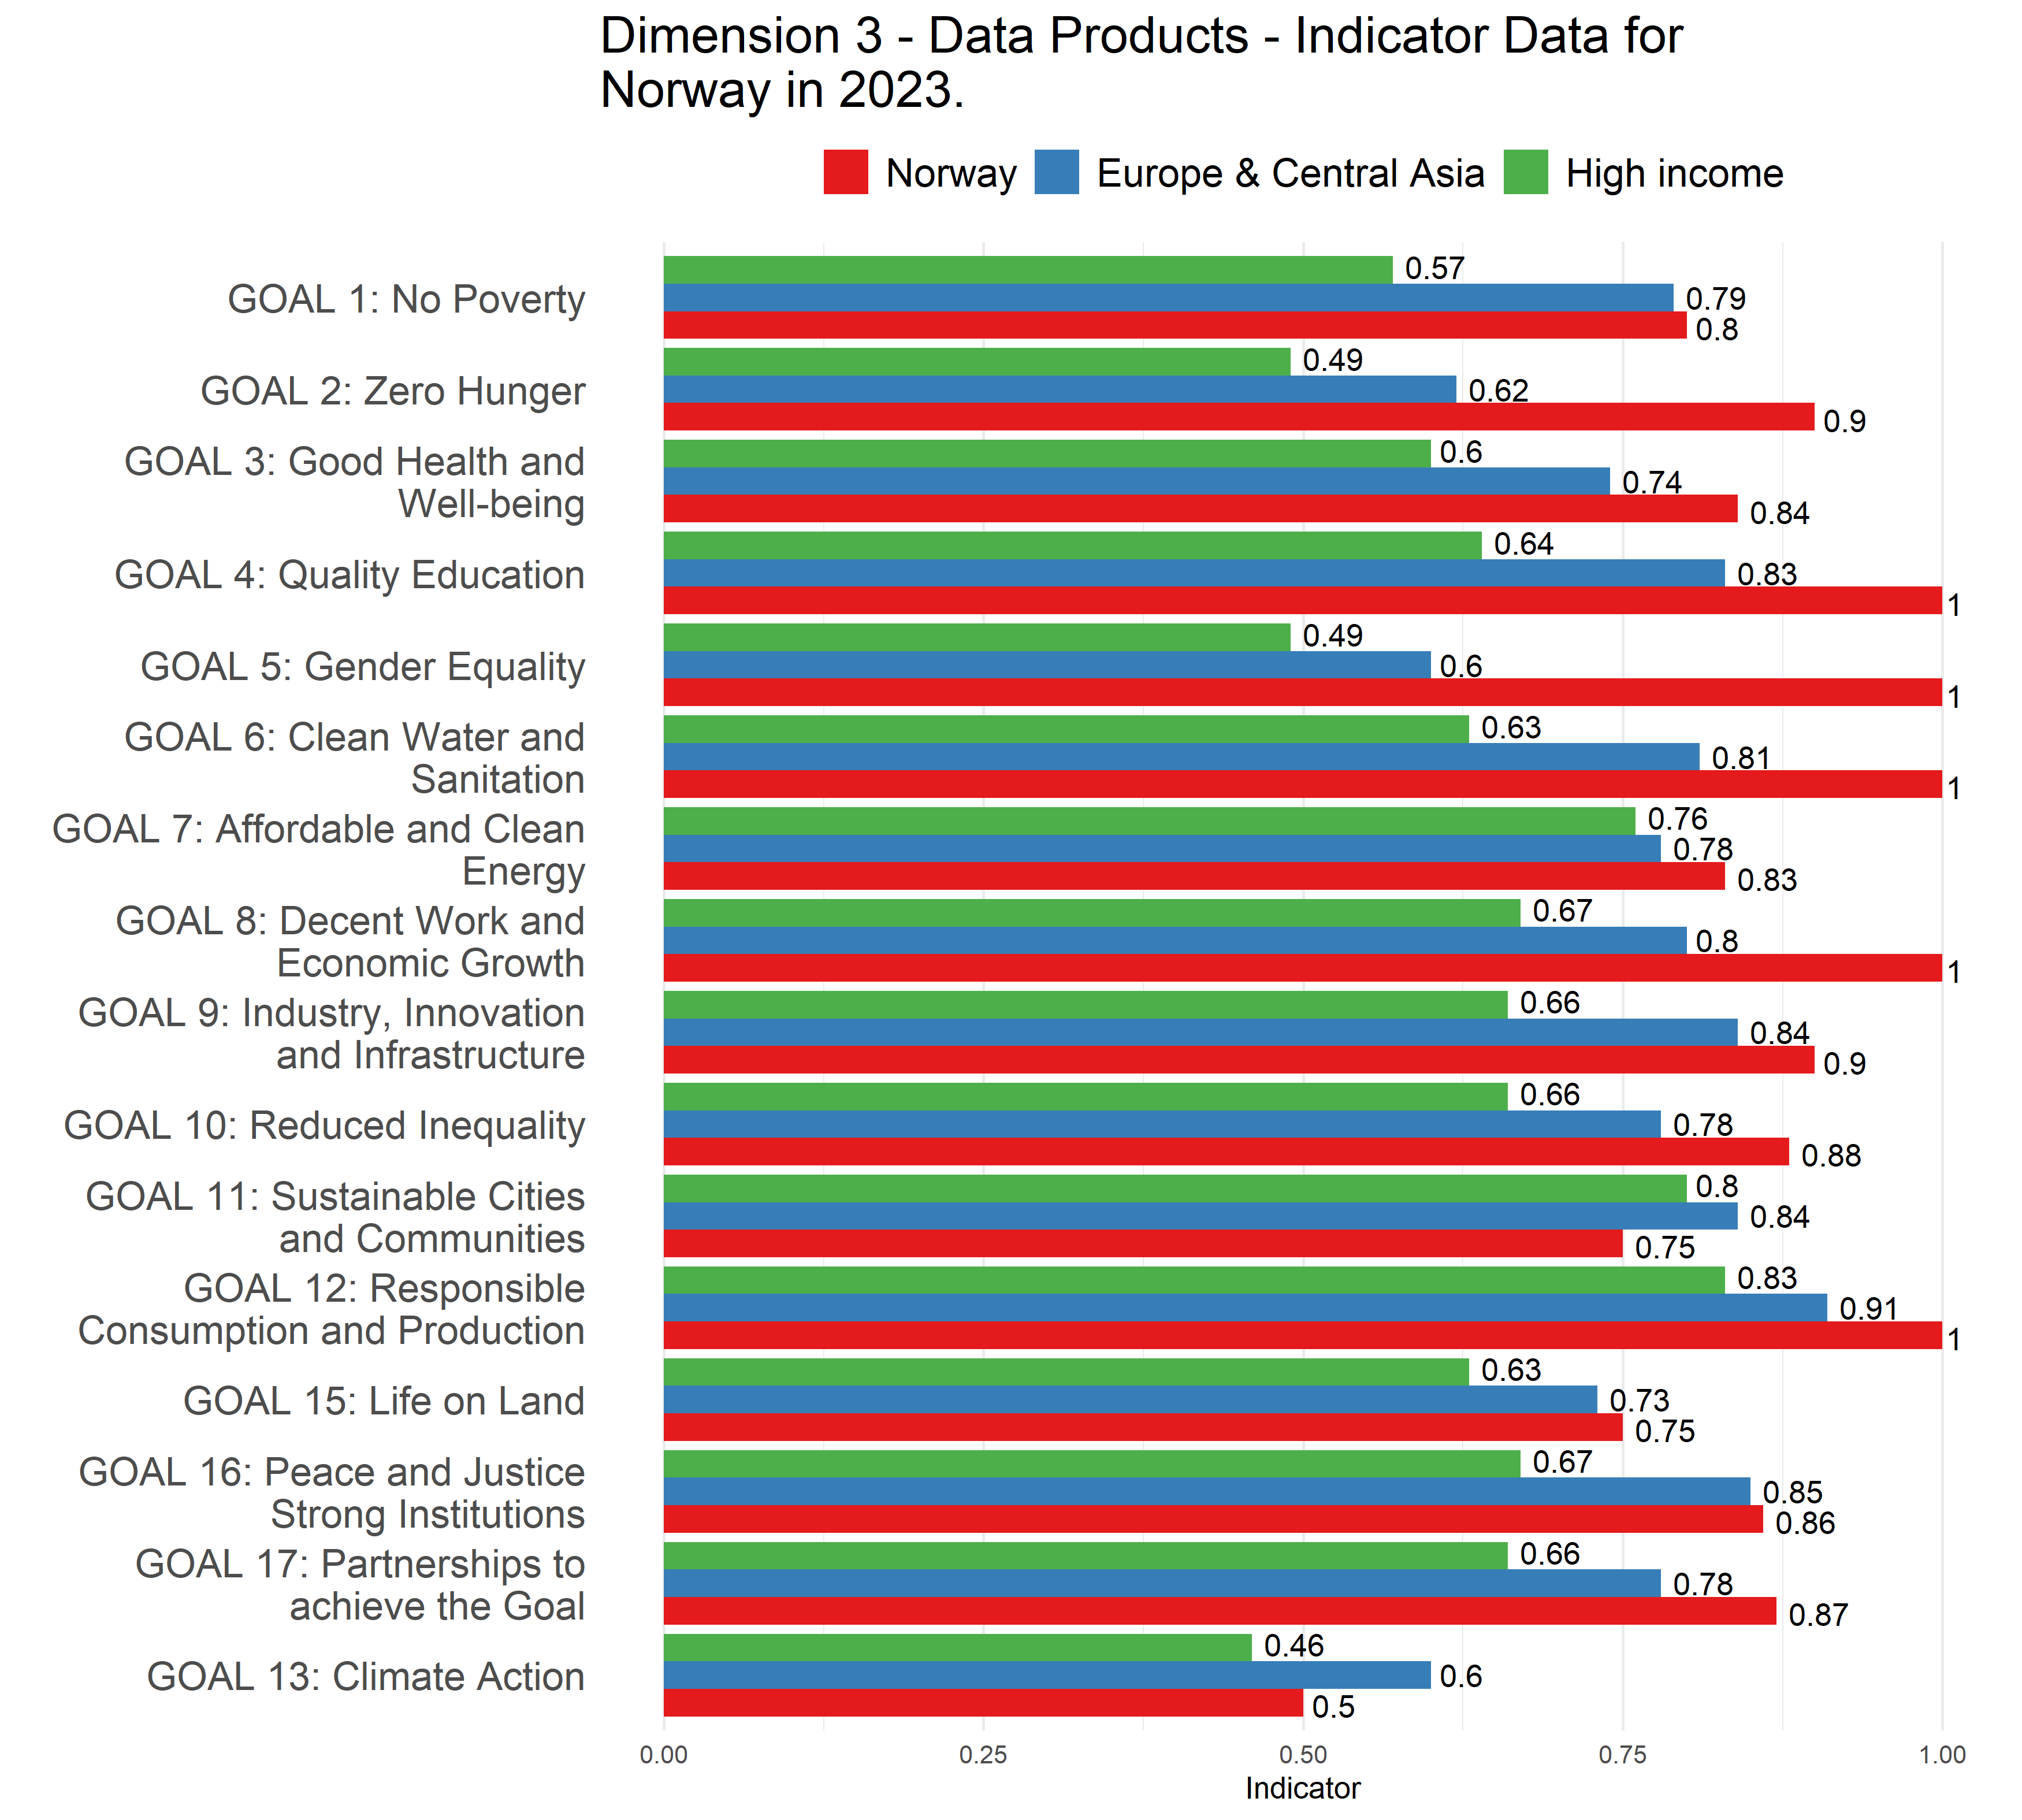 Dimension 3 - Data Products - Indicator Data for
Norway in 2023.
Norway Europe & Central Asia High income
GOAL 1: No Poverty
0.57
0.79
0.8
GOAL 2: Zero Hunger
0.49
0.62
0.9
GOAL 3: Good Health and
Well-being
0.6
0.74
0.84
GOAL 4: Quality Education
0.64
0.83
1
GOAL 5: Gender Equality
0.49
0.6
1
GOAL 6: Clean Water and
Sanitation
0.63
0.81
1
GOAL 7: Affordable and Clean
Energy
0.76
0.78
0.83
GOAL 8: Decent Work and
Economic Growth
0.67
0.8
1
GOAL 9: Industry, Innovation
and Infrastructure
0.66
0.84
0.9
GOAL 10: Reduced Inequality
0.66
0.78
0.88
GOAL 11: Sustainable Cities
and Communities
0.8
0.84
0.75
GOAL 12: Responsible
Consumption and Production
0.83
0.91
1
GOAL 15: Life on Land
0.63
0.73
0.75
GOAL 16: Peace and Justice
Strong Institutions
0.67
0.85
0.86
GOAL 17: Partnerships to
achieve the Goal
0.66
0.78
0.87
GOAL 13: Climate Action
0.46
0.6
0.5
0.00 0.25 0.50 0.75 1.00
Indicator